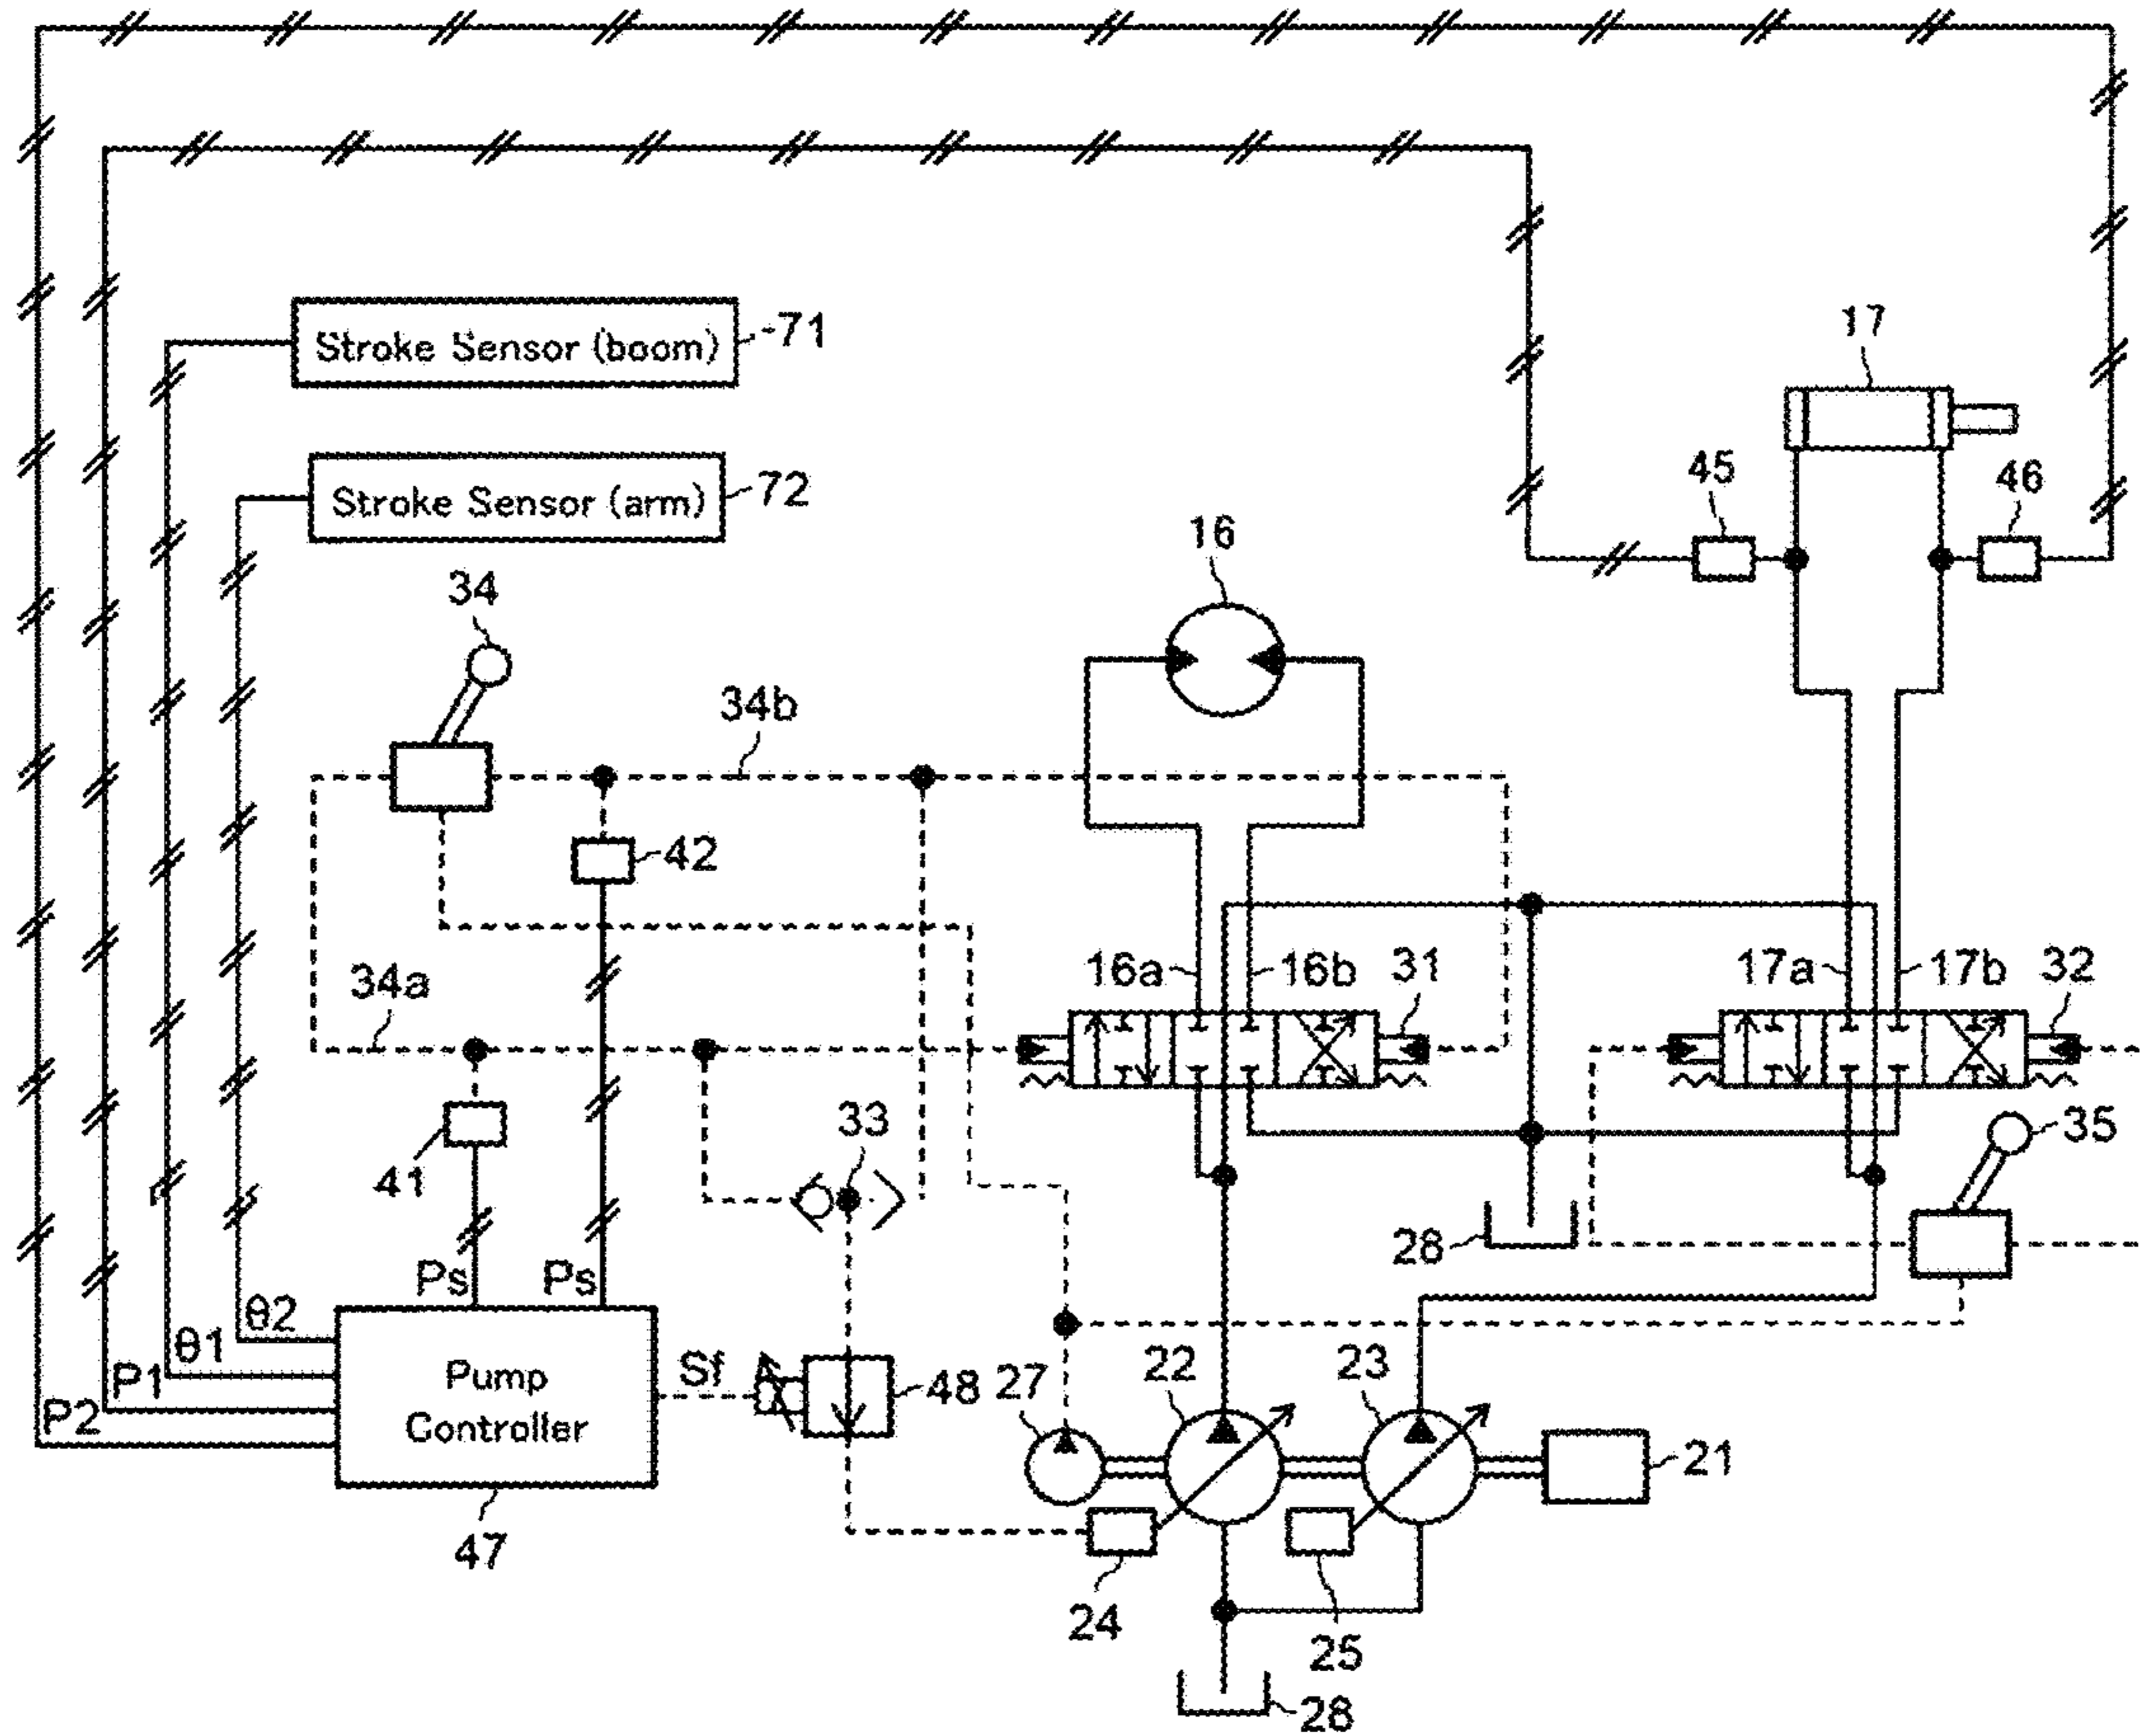 17
Stroke Sensor (boom)
71
45
46
Stroke Sensor (arm)
72
16
34
34b
42
34a
16a
16b
31
17a
17b
32
41
33
35
28
Ps
Ps
θ2
θ1
P1
P2
Pump
Controller
Sf
48
27
22
23
21
47
24
25
28